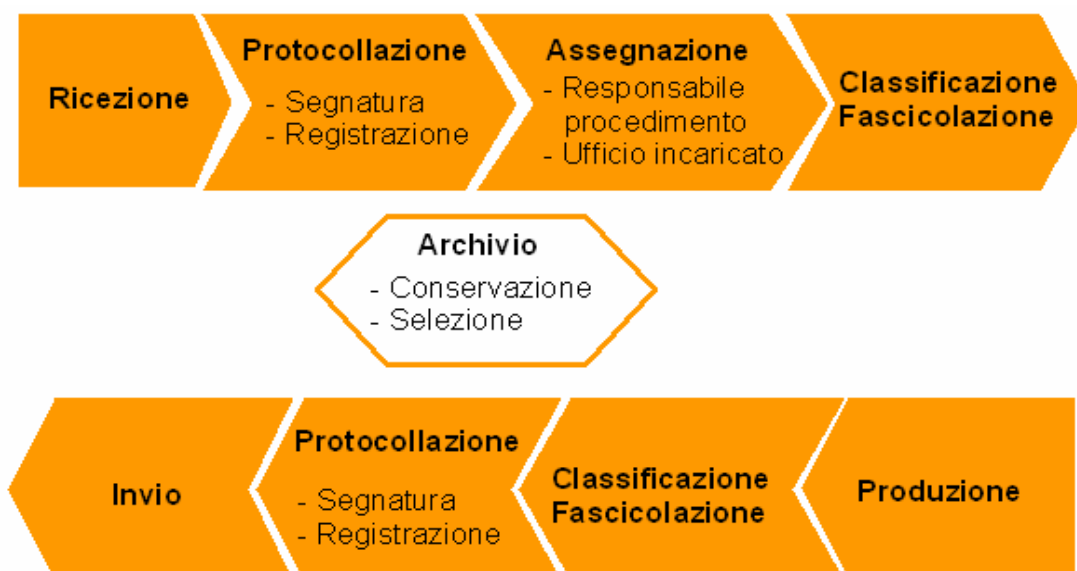 Ricezione
Protocollazione
- Segnatura
- Registrazione
Assegnazione
- Responsabile
procedimento
- Ufficio incaricato
Classificazione
Fascicolazione
Archivio
- Conservazione
- Selezione
Invio
Protocollazione
- Segnatura
- Registrazione
Classificazione
Fascicolazione
Produzione